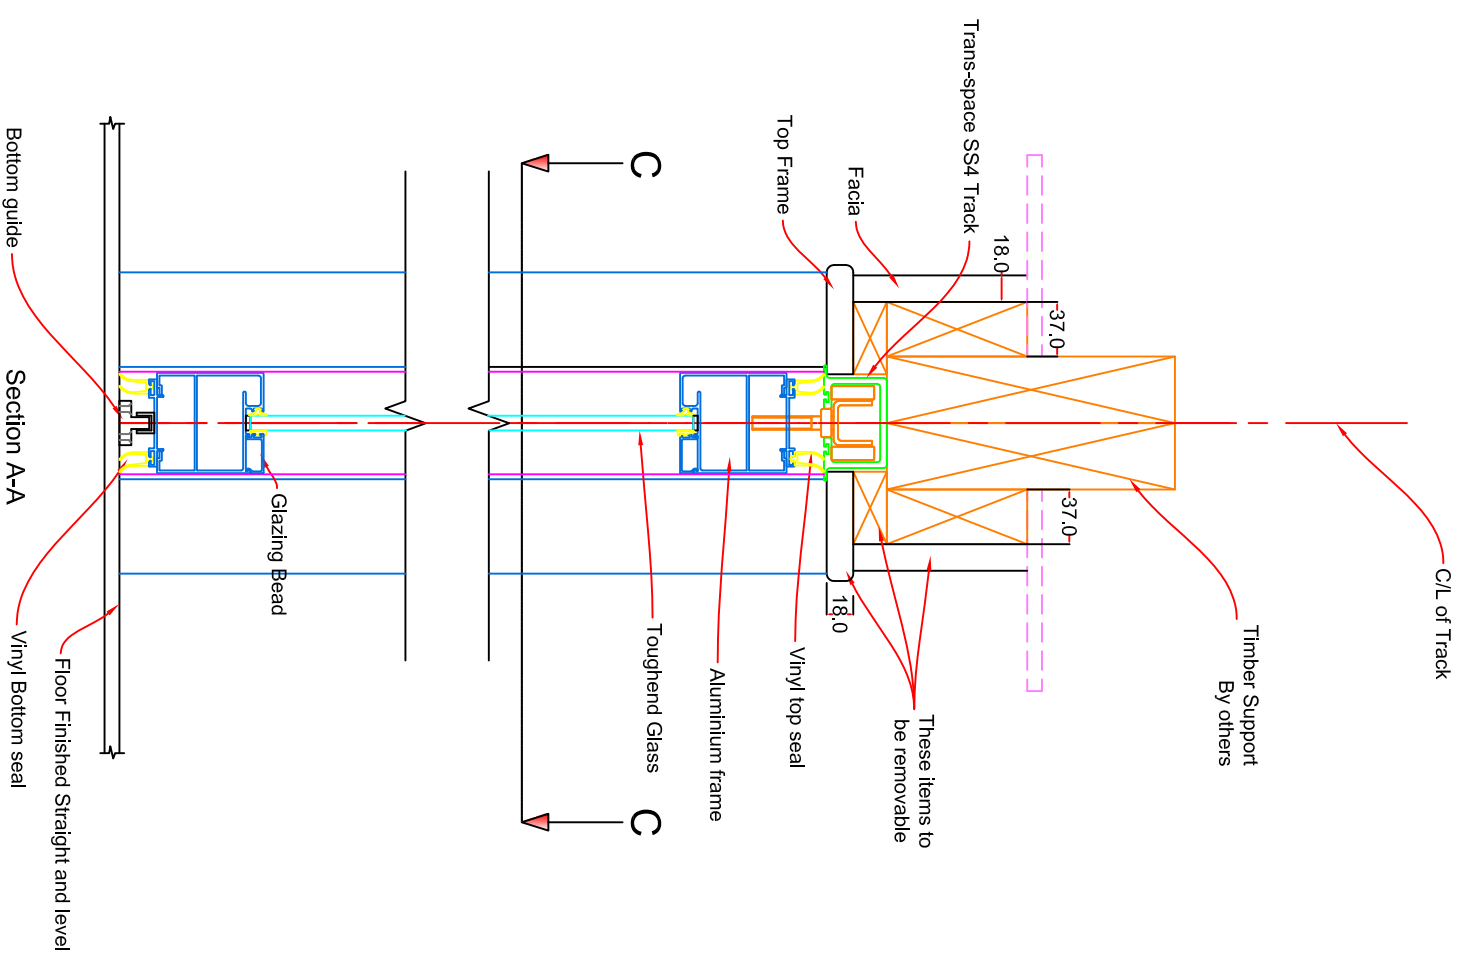 C/L of Track
Timber Support
By others
37.0
37.0
18.0
Trans-space SS4 Track
Facia
Top Frame
These items to
be removable
18.0
Vinyl top seal
Aluminium frame
Toughend Glass
C
C
Glazing Bead
Bottom guide
Vinyl Bottom seal
Floor Finished Straight and level
Section A-A